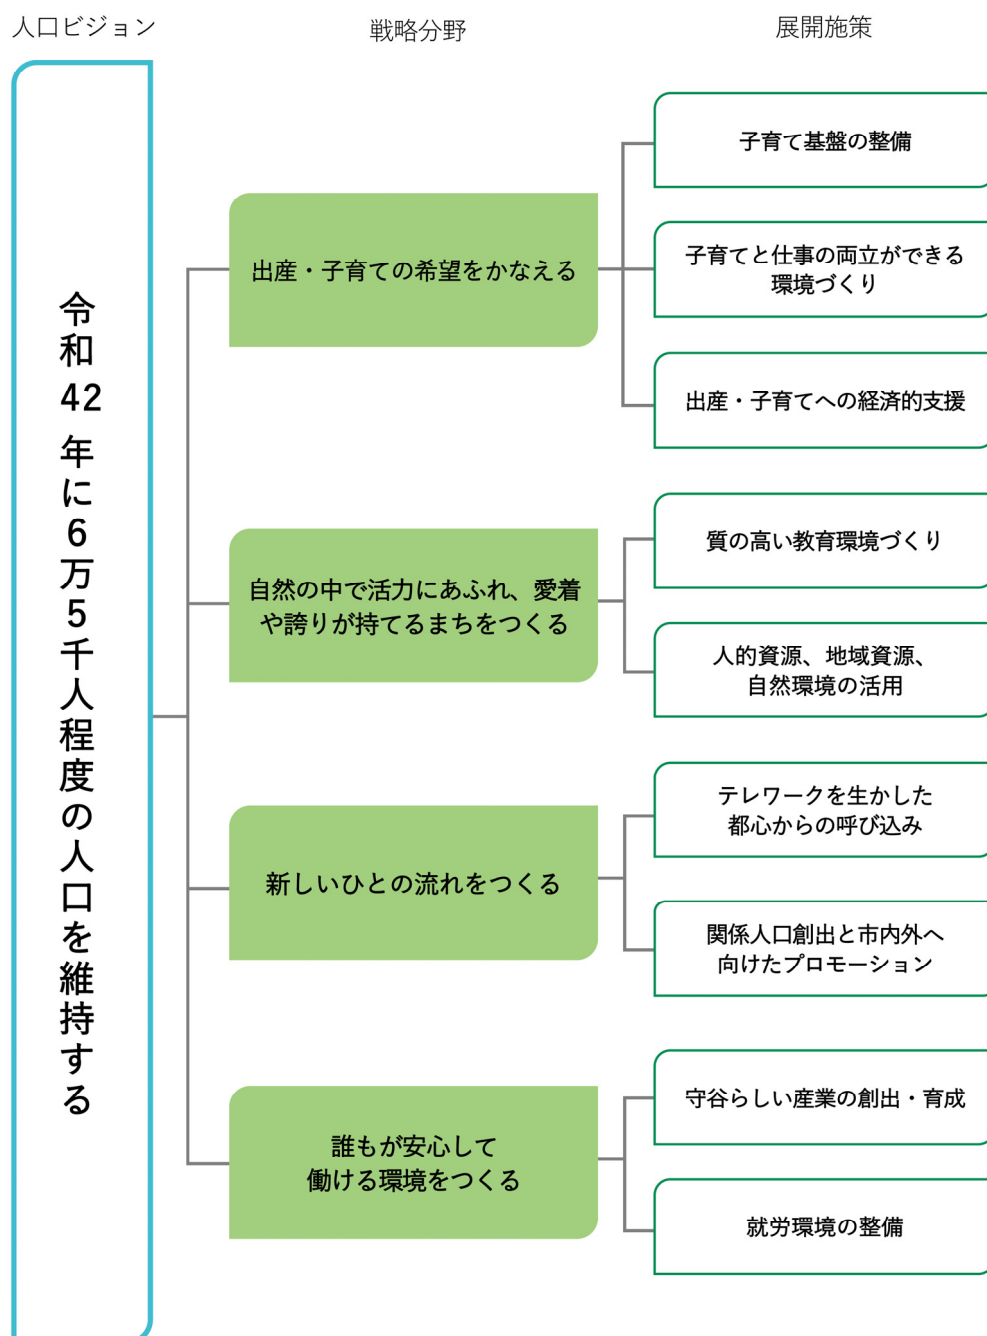 人口ビジョン
戦略分野
展開施策
令和42年に6万5千人程度の人口を維持する
出産・子育ての希望をかなえる
子育て基盤の整備
子育てと仕事の両立ができる
環境づくり
出産・子育てへの経済的支援
自然の中で活力にあふれ、愛着
や誇りが持てるまちをつくる
質の高い教育環境づくり
人的資源、地域資源、
自然環境の活用
新しいひとの流れをつくる
テレワークを生かした
都心からの呼び込み
関係人口創出と市内外へ
向けたプロモーション
誰もが安心して
働ける環境をつくる
守谷らしい産業の創出・育成
就労環境の整備